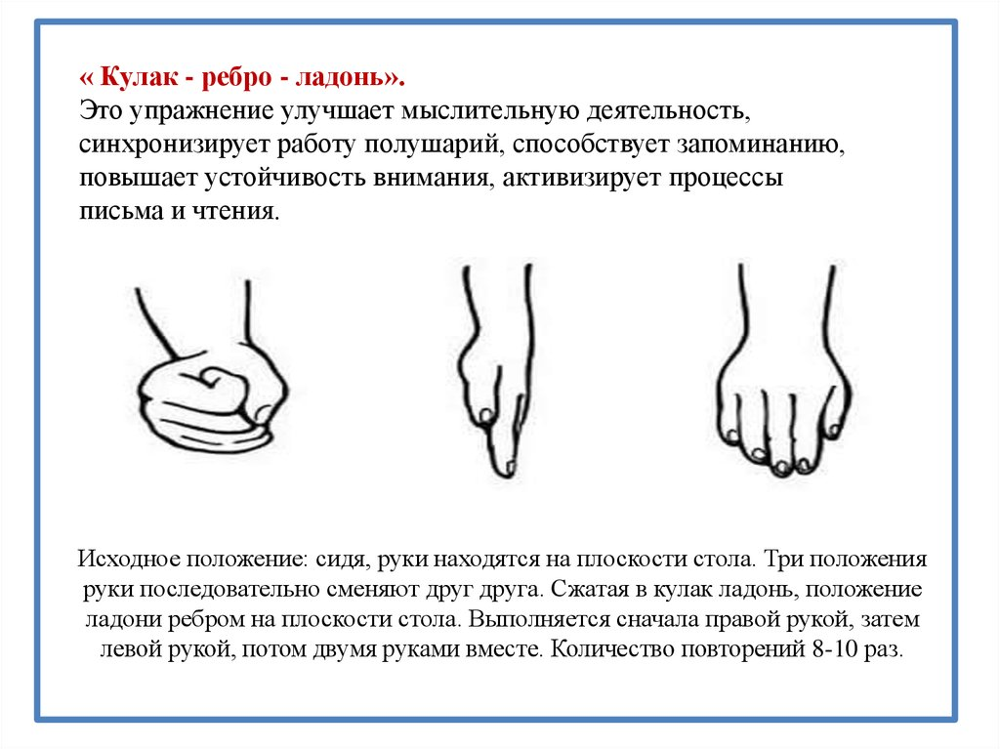 « Кулак - ребро - ладонь».
Это упражнение улучшает мыслительную деятельность,
синхронизирует работу полушарий, способствует запоминанию,
повышает устойчивость внимания, активизирует процессы
письма и чтения.
Исходное положение: сидя, руки находятся на плоскости стола. Три положения
руки последовательно сменяют друг друга. Сжатая в кулак ладонь, положение
ладони ребром на плоскости стола. Выполняется сначала правой рукой, затем
левой рукой, потом двумя руками вместе. Количество повторений 8-10 раз.